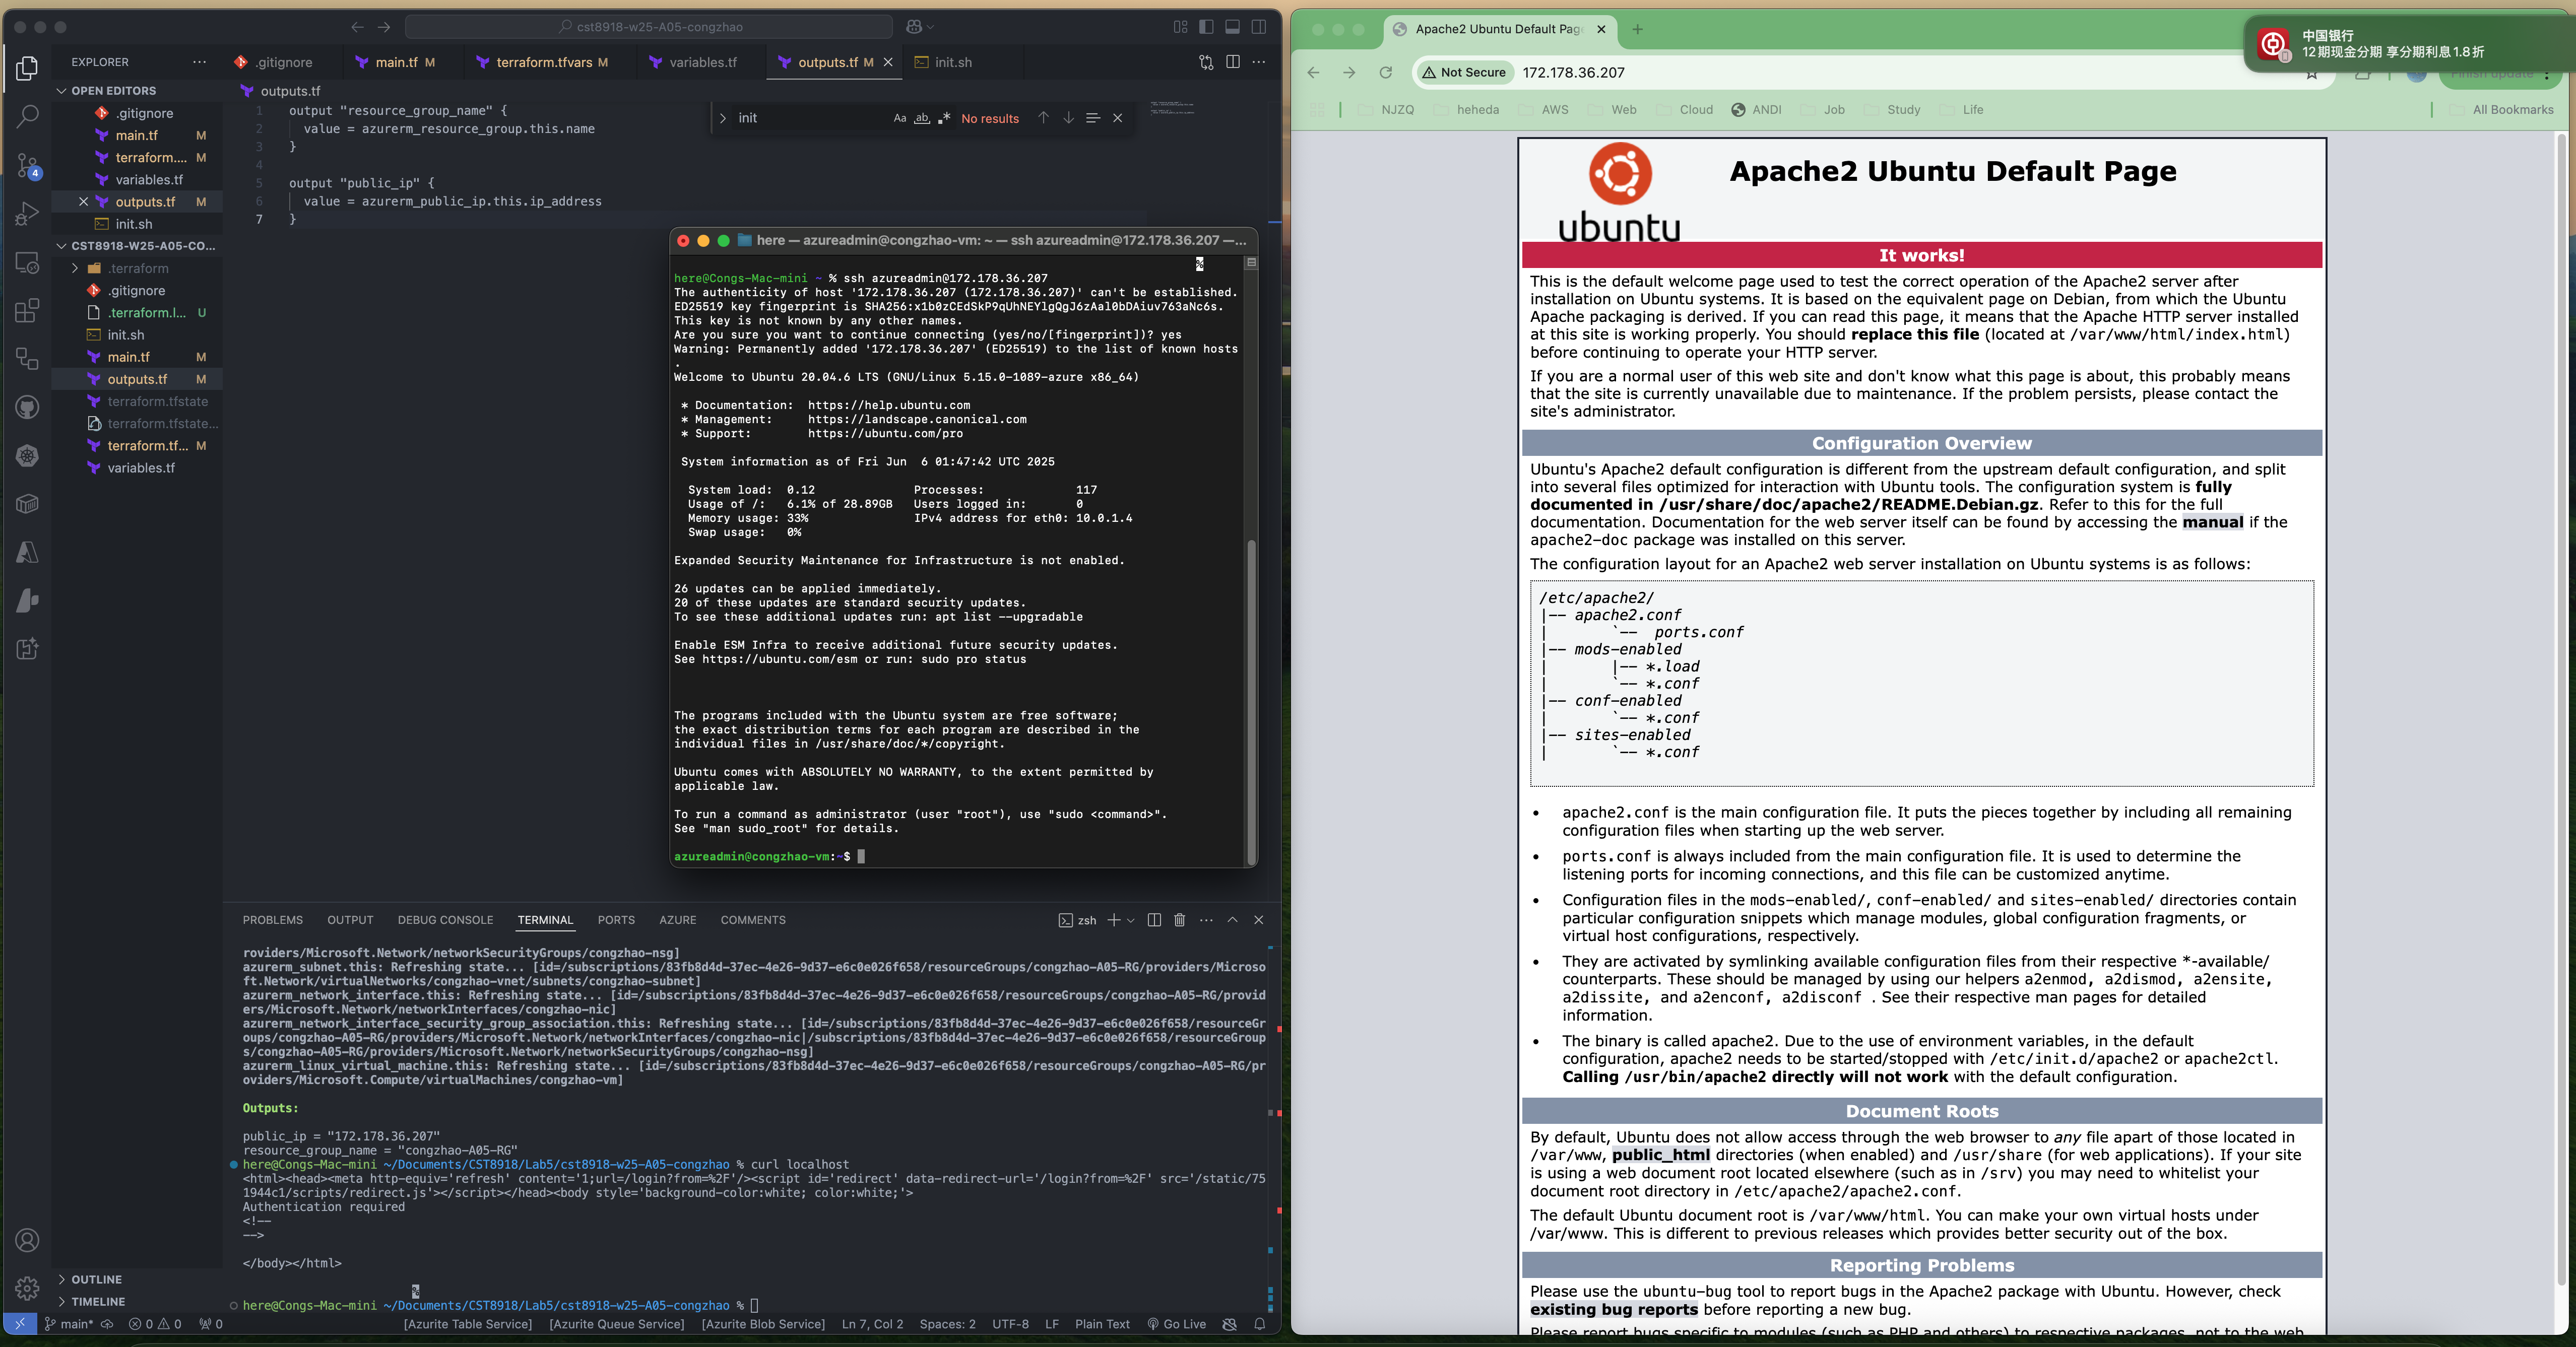 cst8918-w25-A05-congzhao
EXPLORER
OPEN EDITORS
.gitignore
main.tf M
terraform.... M
variables.tf
outputs.tf M
init.sh
CST8918-W25-A05-CO...
.terraform
.gitignore
.terraform.l... U
init.sh
main.tf M
outputs.tf M
terraform.tfstate
terraform.tfstate...
terraform.tf... M
variables.tf
OUTLINE
TIMELINE
4
.gitignore
main.tf M
terraform.tfvars M
variables.tf
outputs.tf M
init.sh
outputs.tf
1 output "resource_group_name" {
2 value = azurerm_resource_group.this.name
3 }
4
5 output "public_ip" {
6 value = azurerm_public_ip.this.ip_address
7 }
init Aa ab .* No results
here — azureadmin@congzhao-vm: ~ — ssh azureadmin@172.178.36.207 —...
%
here@Congs-Mac-mini ~ % ssh azureadmin@172.178.36.207
The authenticity of host '172.178.36.207 (172.178.36.207)' can't be established.
ED25519 key fingerprint is SHA256:x1b0zCEdSkP9qUhNEYlgQgJ6zAal0bDAiuv763aNc6s.
This key is not known by any other names.
Are you sure you want to continue connecting (yes/no/[fingerprint])? yes
Warning: Permanently added '172.178.36.207' (ED25519) to the list of known hosts
.
Welcome to Ubuntu 20.04.6 LTS (GNU/Linux 5.15.0-1089-azure x86_64)
* Documentation: https://help.ubuntu.com
* Management: https://landscape.canonical.com
* Support: https://ubuntu.com/pro
System information as of Fri Jun 6 01:47:42 UTC 2025
System load: 0.12 Processes: 117
Usage of /: 6.1% of 28.89GB Users logged in: 0
Memory usage: 33% IPv4 address for eth0: 10.0.1.4
Swap usage: 0%
Expanded Security Maintenance for Infrastructure is not enabled.
26 updates can be applied immediately.
20 of these updates are standard security updates.
To see these additional updates run: apt list --upgradable
Enable ESM Infra to receive additional future security updates.
See https://ubuntu.com/esm or run: sudo pro status
The programs included with the Ubuntu system are free software;
the exact distribution terms for each program are described in the
individual files in /usr/share/doc/*/copyright.
Ubuntu comes with ABSOLUTELY NO WARRANTY, to the extent permitted by
applicable law.
To run a command as administrator (user "root"), use "sudo <command>".
See "man sudo_root" for details.
azureadmin@congzhao-vm:~$
PROBLEMS OUTPUT DEBUG CONSOLE TERMINAL PORTS AZURE COMMENTS
zsh
roviders/Microsoft.Network/networkSecurityGroups/congzhao-nsg]
azurerm_subnet.this: Refreshing state... [id=/subscriptions/83fb8d4d-37ec-4e26-9d37-e6c0e026f658/resourceGroups/congzhao-A05-RG/providers/Microso
ft.Network/virtualNetworks/congzhao-vnet/subnets/congzhao-subnet]
azurerm_network_interface.this: Refreshing state... [id=/subscriptions/83fb8d4d-37ec-4e26-9d37-e6c0e026f658/resourceGroups/congzhao-A05-RG/provid
ers/Microsoft.Network/networkInterfaces/congzhao-nic]
azurerm_network_interface_security_group_association.this: Refreshing state... [id=/subscriptions/83fb8d4d-37ec-4e26-9d37-e6c0e026f658/resourceGr
oups/congzhao-A05-RG/providers/Microsoft.Network/networkInterfaces/congzhao-nic|/subscriptions/83fb8d4d-37ec-4e26-9d37-e6c0e026f658/resourceGroup
s/congzhao-A05-RG/providers/Microsoft.Network/networkSecurityGroups/congzhao-nsg]
azurerm_linux_virtual_machine.this: Refreshing state... [id=/subscriptions/83fb8d4d-37ec-4e26-9d37-e6c0e026f658/resourceGroups/congzhao-A05-RG/pr
oviders/Microsoft.Compute/virtualMachines/congzhao-vm]
Outputs:
public_ip = "172.178.36.207"
resource_group_name = "congzhao-A05-RG"
here@Congs-Mac-mini ~/Documents/CST8918/Lab5/cst8918-w25-A05-congzhao % curl localhost
<html><head><meta http-equiv='refresh' content='1;url=/login?from=%2F'/><script id='redirect' data-redirect-url='/login?from=%2F' src='/static/75
1944c1/scripts/redirect.js'></script></head><body style='background-color:white; color:white;'>
Authentication required
<!--
-->
</body></html>
%
here@Congs-Mac-mini ~/Documents/CST8918/Lab5/cst8918-w25-A05-congzhao %
main* 0 0 0 [Azurite Table Service] [Azurite Queue Service] [Azurite Blob Service] Ln 7, Col 2 Spaces: 2 UTF-8 LF Plain Text Go Live
Apache2 Ubuntu Default Pag
中国银行
12期现金分期 享分期利息1.8折
Not Secure 172.178.36.207
Finish update
NJZQ heheda AWS Web Cloud ANDI Job Study Life All Bookmarks
ubuntu
Apache2 Ubuntu Default Page
It works!
This is the default welcome page used to test the correct operation of the Apache2 server after
installation on Ubuntu systems. It is based on the equivalent page on Debian, from which the Ubuntu
Apache packaging is derived. If you can read this page, it means that the Apache HTTP server installed
at this site is working properly. You should replace this file (located at /var/www/html/index.html)
before continuing to operate your HTTP server.
If you are a normal user of this web site and don't know what this page is about, this probably means
that the site is currently unavailable due to maintenance. If the problem persists, please contact the
site's administrator.
Configuration Overview
Ubuntu's Apache2 default configuration is different from the upstream default configuration, and split
into several files optimized for interaction with Ubuntu tools. The configuration system is fully
documented in /usr/share/doc/apache2/README.Debian.gz. Refer to this for the full
documentation. Documentation for the web server itself can be found by accessing the manual if the
apache2-doc package was installed on this server.
The configuration layout for an Apache2 web server installation on Ubuntu systems is as follows:
/etc/apache2/
|-- apache2.conf
| `-- ports.conf
|-- mods-enabled
| |-- *.load
| `-- *.conf
|-- conf-enabled
| `-- *.conf
|-- sites-enabled
| `-- *.conf
• apache2.conf is the main configuration file. It puts the pieces together by including all remaining
configuration files when starting up the web server.
• ports.conf is always included from the main configuration file. It is used to determine the
listening ports for incoming connections, and this file can be customized anytime.
• Configuration files in the mods-enabled/, conf-enabled/ and sites-enabled/ directories contain
particular configuration snippets which manage modules, global configuration fragments, or
virtual host configurations, respectively.
• They are activated by symlinking available configuration files from their respective *-available/
counterparts. These should be managed by using our helpers a2enmod, a2dismod, a2ensite,
a2dissite, and a2enconf, a2disconf . See their respective man pages for detailed
information.
• The binary is called apache2. Due to the use of environment variables, in the default
configuration, apache2 needs to be started/stopped with /etc/init.d/apache2 or apache2ctl.
Calling /usr/bin/apache2 directly will not work with the default configuration.
Document Roots
By default, Ubuntu does not allow access through the web browser to any file apart of those located in
/var/www, public_html directories (when enabled) and /usr/share (for web applications). If your site
is using a web document root located elsewhere (such as in /srv) you may need to whitelist your
document root directory in /etc/apache2/apache2.conf.
The default Ubuntu document root is /var/www/html. You can make your own virtual hosts under
/var/www. This is different to previous releases which provides better security out of the box.
Reporting Problems
Please use the ubuntu-bug tool to report bugs in the Apache2 package with Ubuntu. However, check
existing bug reports before reporting a new bug.
Please report bugs specific to modules (such as PHP and others) to respective packages, not to the web